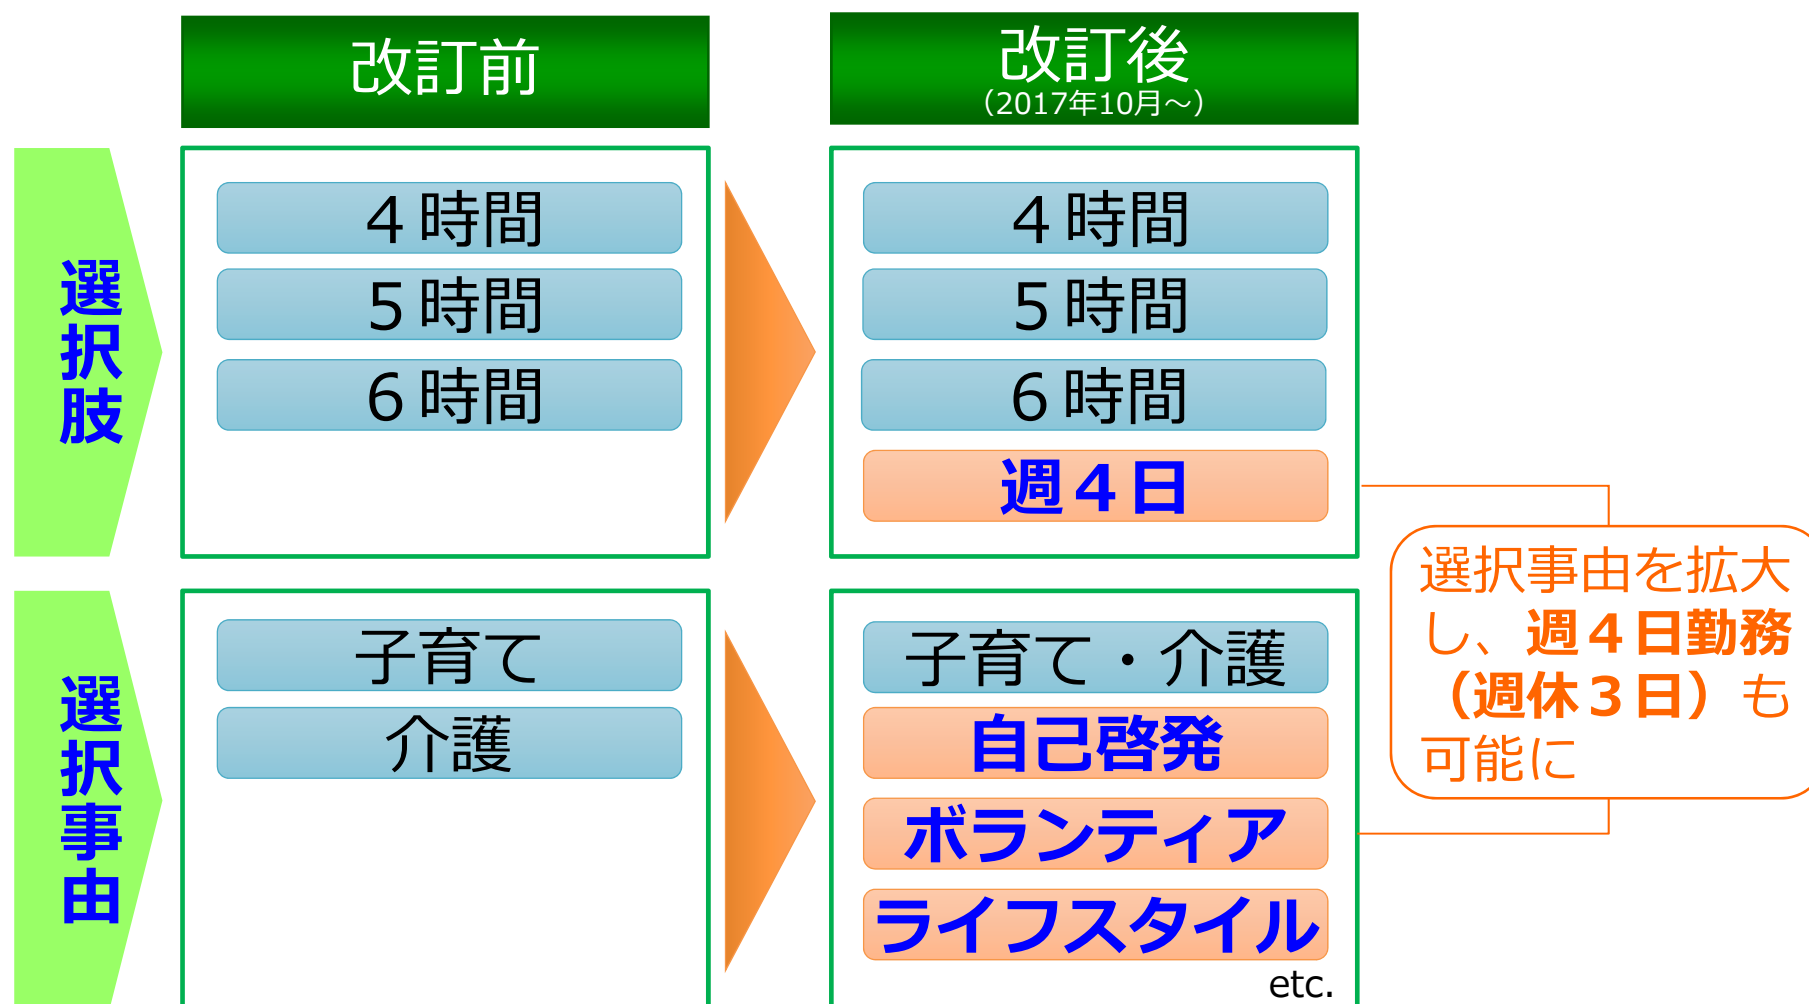 改訂前
改訂後
（2017年10月～）
選択肢
４時間
５時間
６時間
４時間
５時間
６時間
週４日
選択事由
子育て
介護
子育て・介護
自己啓発
ボランティア
ライフスタイル
etc.
選択事由を拡大
し、週４日勤務
（週休３日）も
可能に